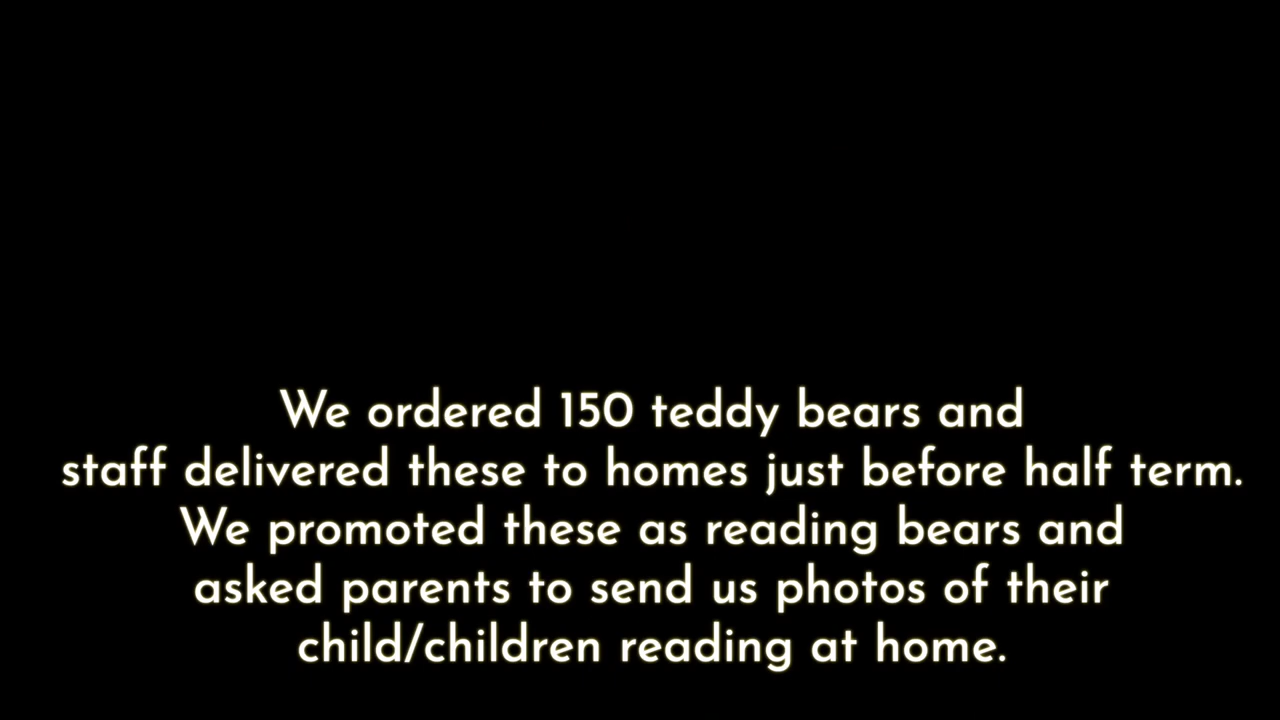 We ordered 150 teddy bears and
staff delivered these to homes just before half term.
We promoted these as reading bears and
asked parents to send us photos of their
child/children reading at home.